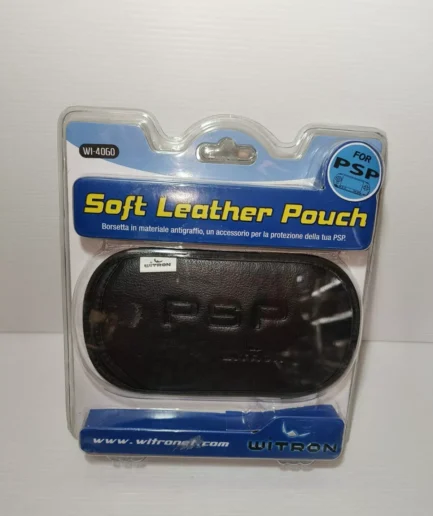 WI-4060
FOR
PSP
Soft Leather Pouch
Borsetta in materiale antigraffio, un accessorio per la protezione della tua PSP.
WITRON
PSP
WITRON
www.witronet.com
WITRON